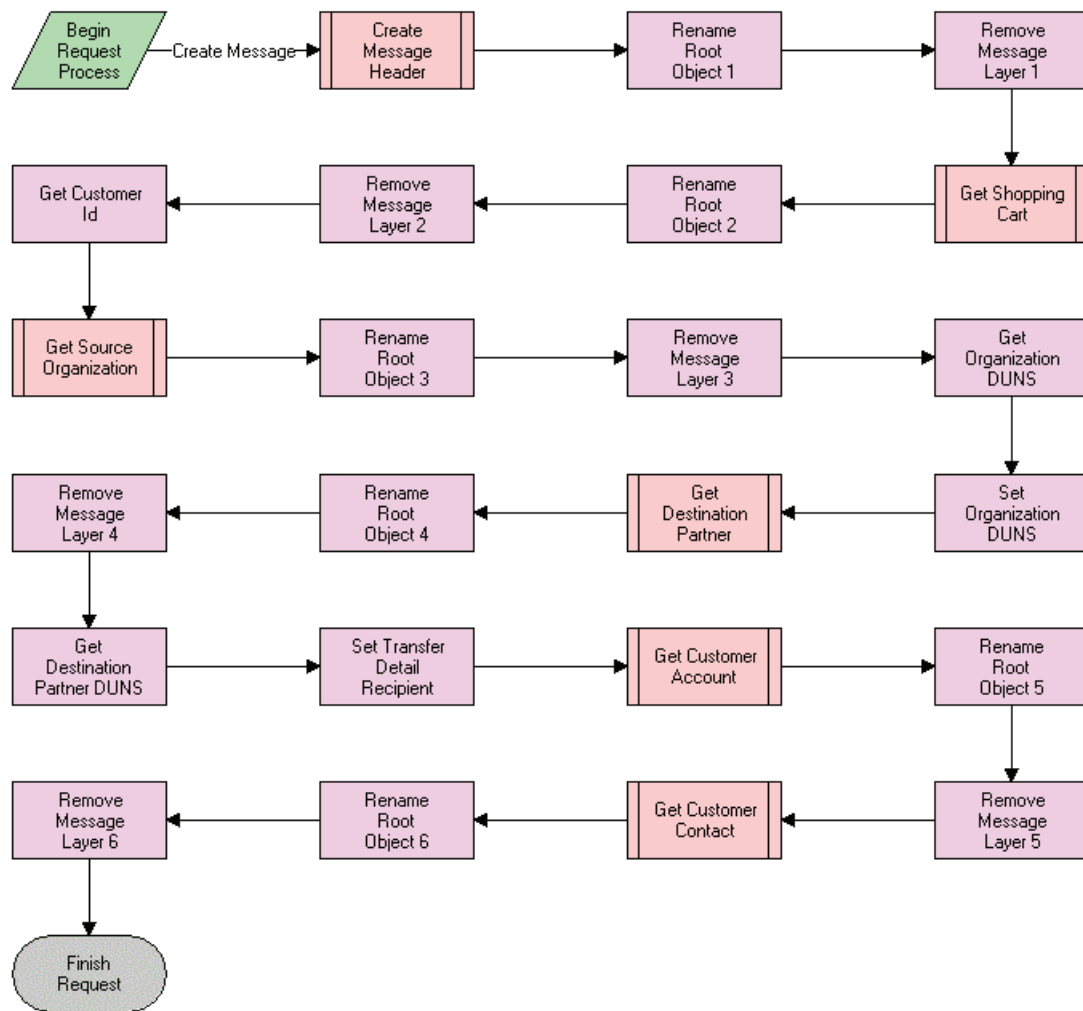 Begin
Request
Process
Create Message
Create
Message
Header
Rename
Root
Object 1
Remove
Message
Layer 1
Get Shopping
Cart
Rename
Root
Object 2
Remove
Message
Layer 2
Get Customer
Id
Get Source
Organization
Rename
Root
Object 3
Remove
Message
Layer 3
Get
Organization
DUNS
Set
Organization
DUNS
Get
Destination
Partner
Rename
Root
Object 4
Remove
Message
Layer 4
Get
Destination
Partner DUNS
Set Transfer
Detail
Recipient
Get Customer
Account
Rename
Root
Object 5
Remove
Message
Layer 5
Get Customer
Contact
Rename
Root
Object 6
Remove
Message
Layer 6
Finish
Request